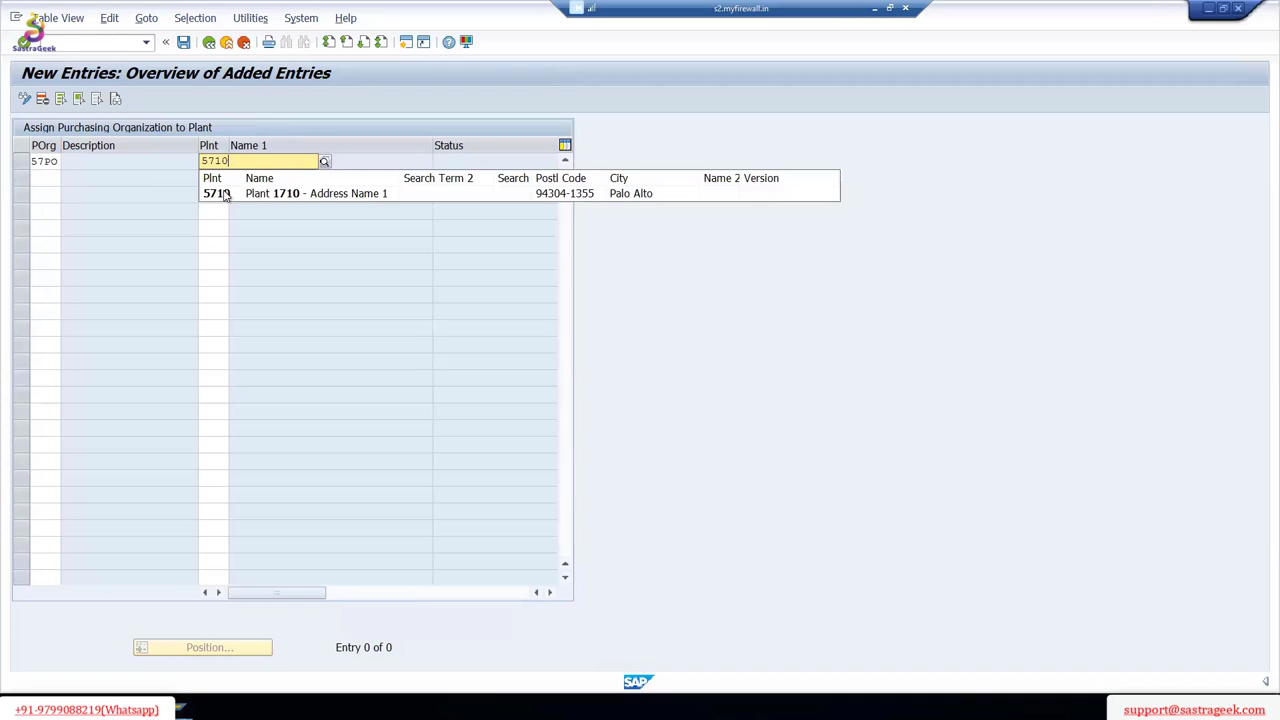 Table View Edit Goto Selection Utilities System Help
s2.myfirewall.in
SastraGeek
New Entries: Overview of Added Entries
Assign Purchasing Organization to Plant
POrg Description Plnt Name 1 Status
57PO 5710
Plnt Name Search Term 2 Search Postl Code City Name 2 Version
5710 Plant 1710 - Address Name 1 94304-1355 Palo Alto
Position... Entry 0 of 0
SAP
+91-9799088219(Whatsapp) support@sastrageek.com